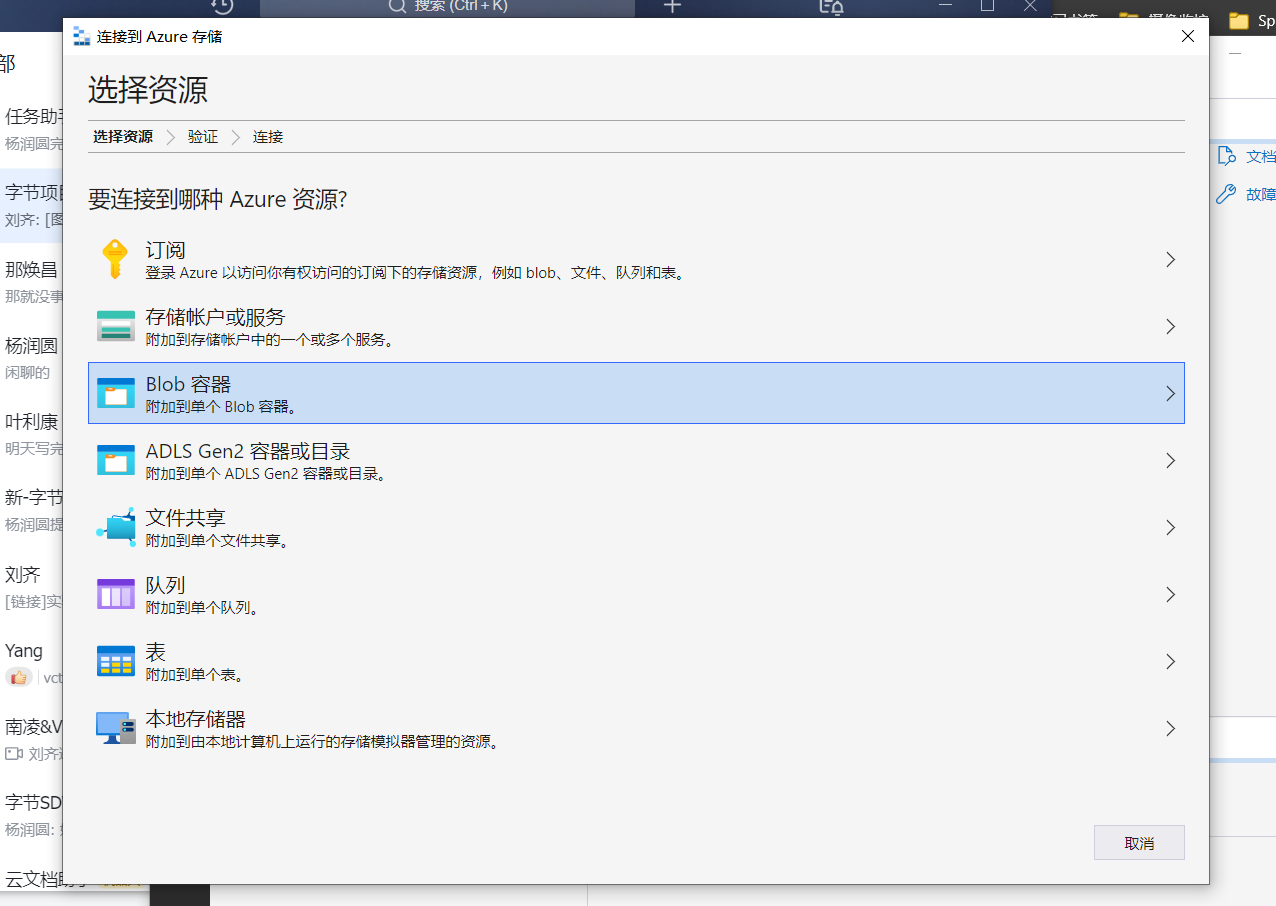 搜索 (Ctrl + K)
Sp
连接到 Azure 存储
选择资源
选择资源
验证
连接
要连接到哪种 Azure 资源?
订阅
登录 Azure 以访问你有权访问的订阅下的存储资源，例如 blob、文件、队列和表。
存储帐户或服务
附加到存储帐户中的一个或多个服务。
Blob 容器
附加到单个 Blob 容器。
ADLS Gen2 容器或目录
附加到单个 ADLS Gen2 容器或目录。
文件共享
附加到单个文件共享。
队列
附加到单个队列。
表
附加到单个表。
本地存储器
附加到由本地计算机上运行的存储模拟器管理的资源。
取消
部
任务助手
杨润圆完
字节项目
刘齐: [图
那焕昌
那就没事
杨润圆
闲聊的
叶利康
明天写完
新-字节
杨润圆提
刘齐
[链接]实
Yang
vct
南凌&V
刘齐
字节SD
杨润圆:
云文档助手
文档
故障